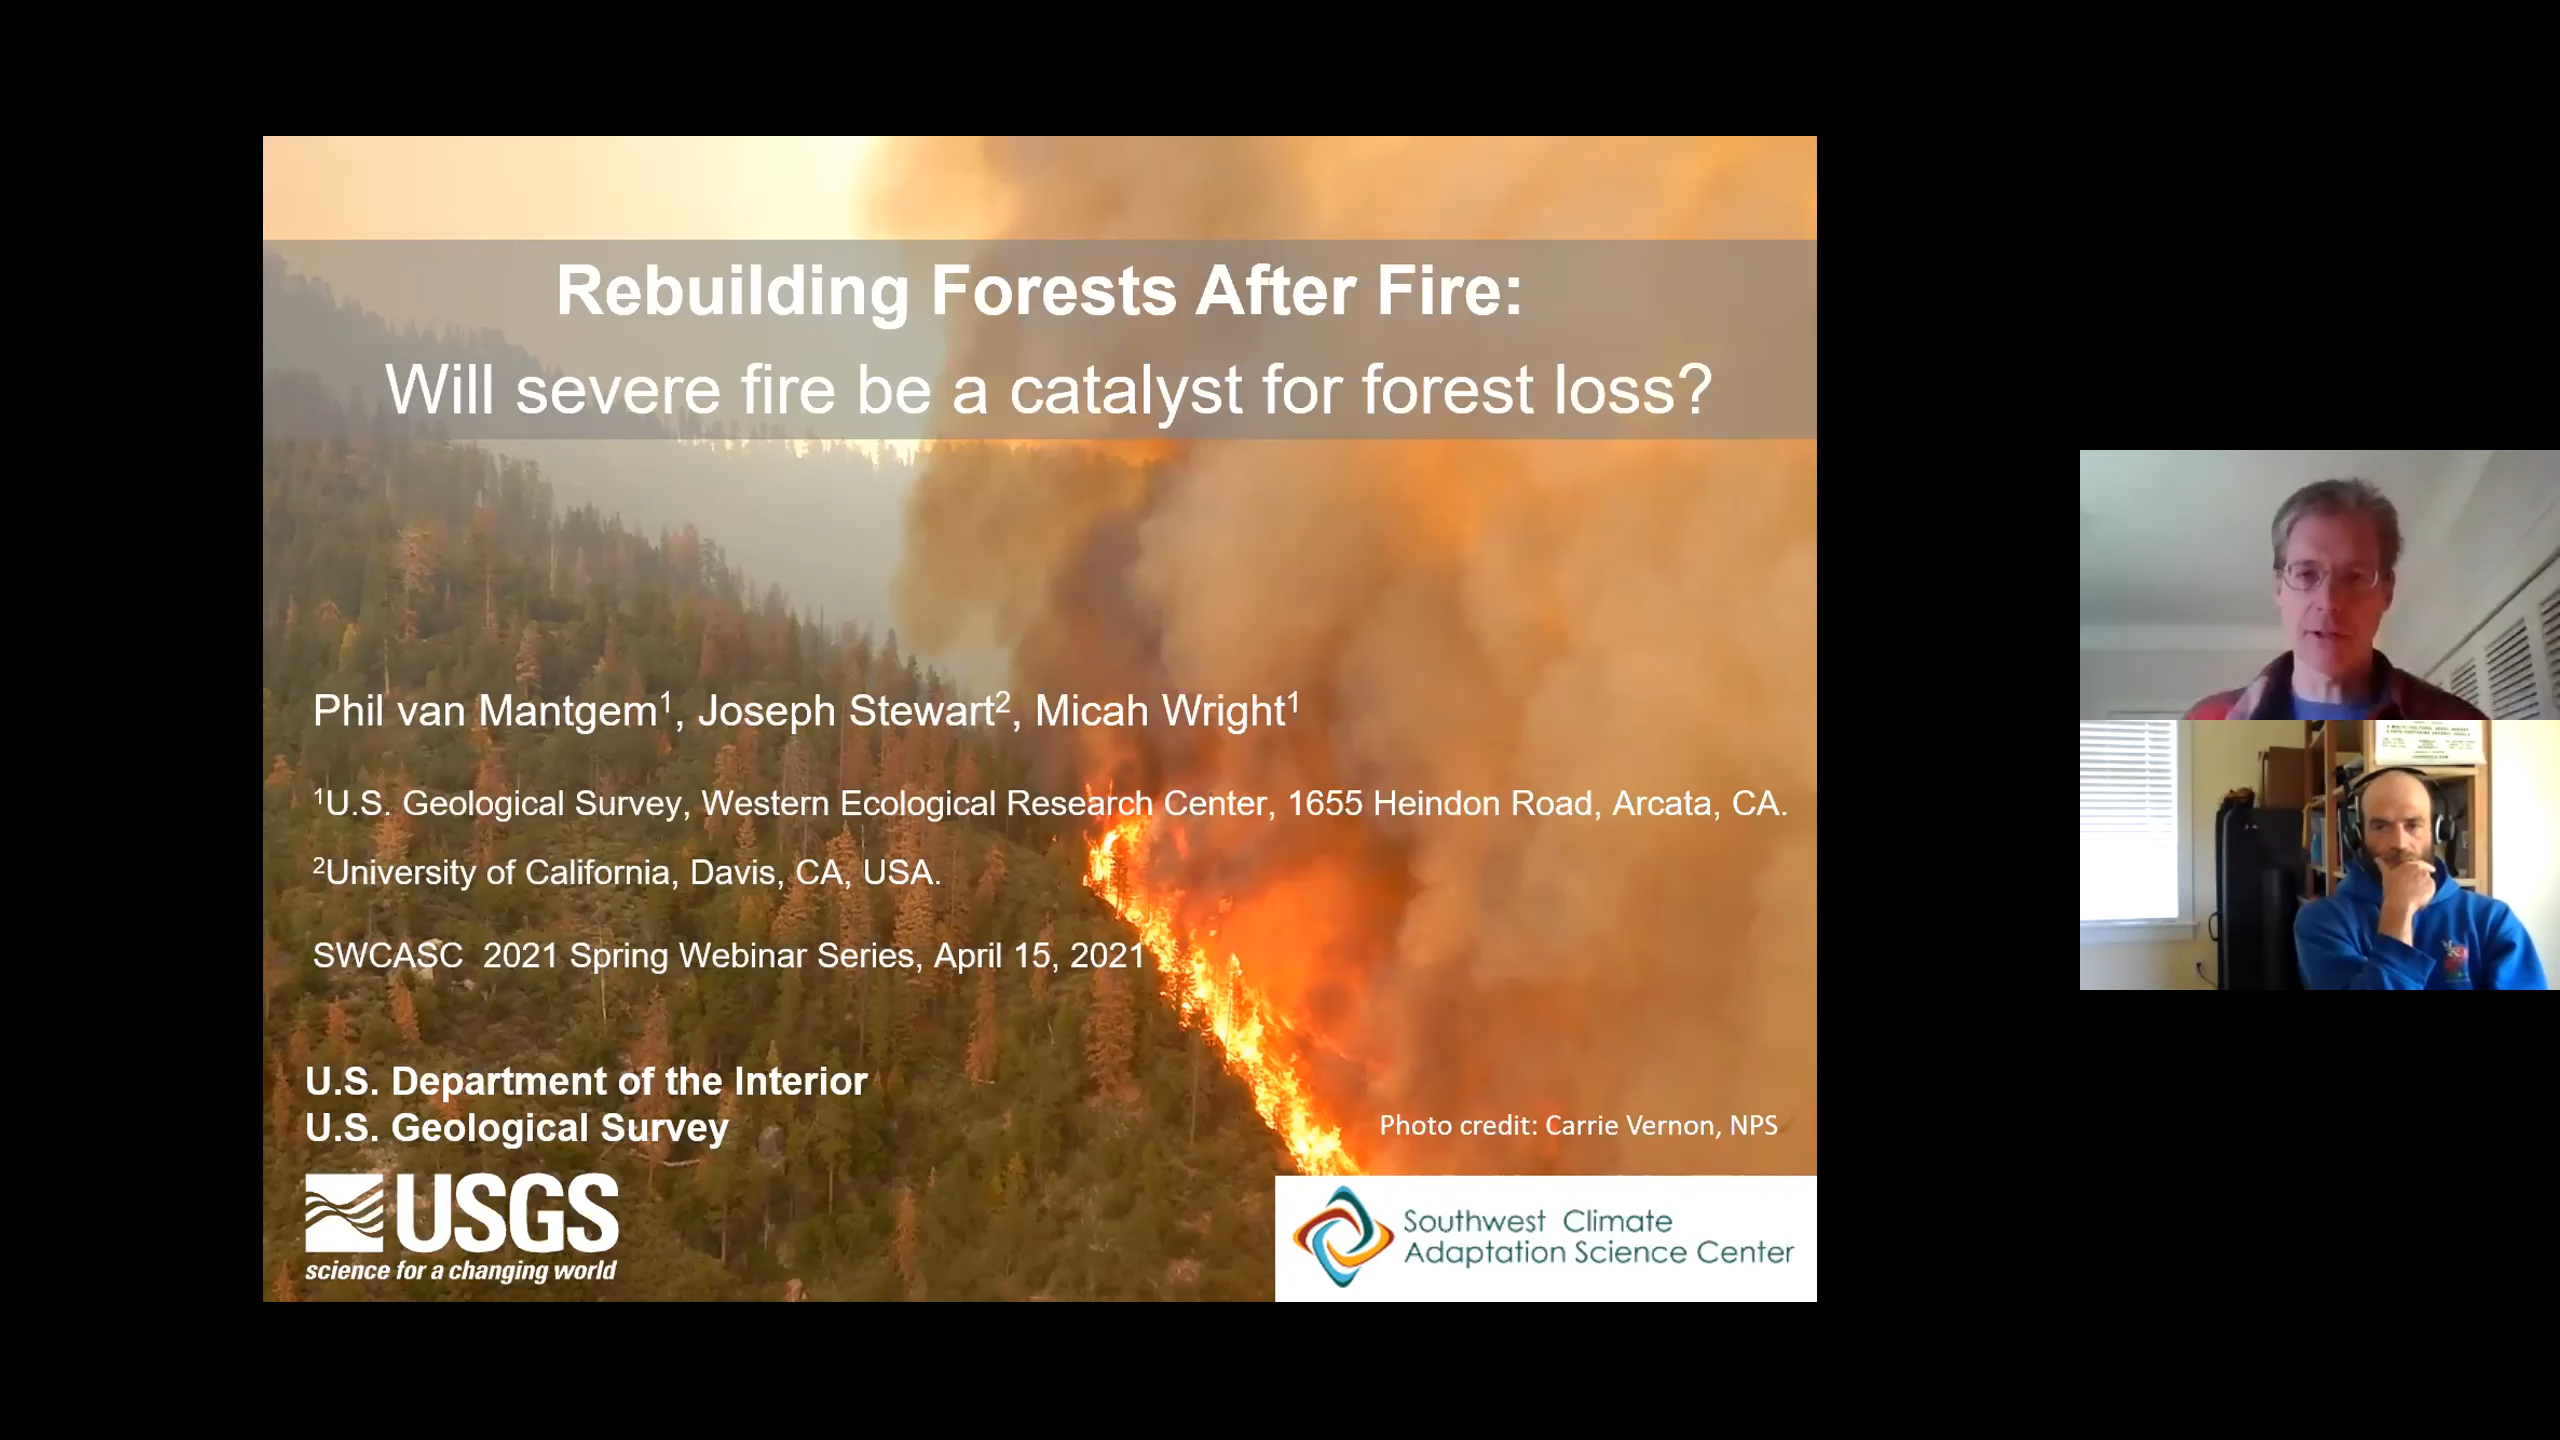 Rebuilding Forests After Fire:
Will severe fire be a catalyst for forest loss?
Phil van Mantgem1, Joseph Stewart2, Micah Wright1
1U.S. Geological Survey, Western Ecological Research Center, 1655 Heindon Road, Arcata, CA.
2University of California, Davis, CA, USA.
SWCASC 2021 Spring Webinar Series, April 15, 2021
U.S. Department of the Interior
U.S. Geological Survey
Photo credit: Carrie Vernon, NPS
USGS
science for a changing world
Southwest Climate
Adaptation Science Center